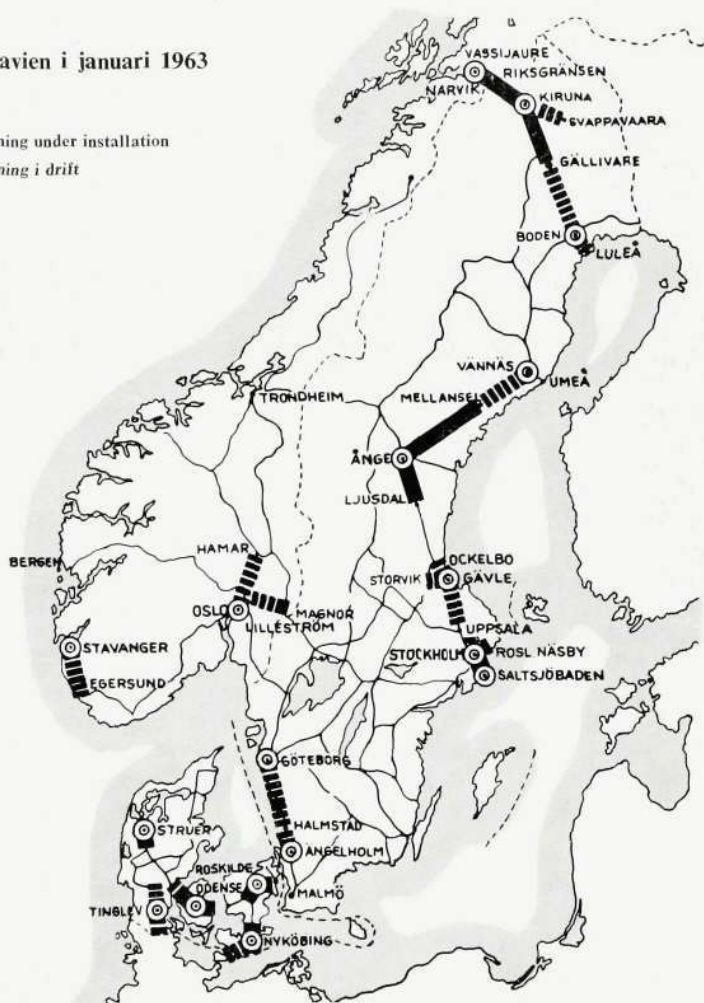 avien i januari 1963
ning under installation
ning i drift
VASSIJAURE
RIKSGRÄNSEN
NARVIK
KIRUNA
SVAPPAVAARA
GÄLLIVARE
BODEN
LULEÅ
VÄNNÄS
UMEÅ
MELLANSEL
TRONDHEIM
ÅNGE
LJUSDAL
HAMAR
BERGEN
OCKELBO
STORVIK
GÄVLE
OSLO
MAGNOR
LILLESTRÖM
UPPSALA
STAVANGER
STOCKHOLM
ROSL NÄSBY
EGERSUND
SALTSJÖBADEN
GÖTEBORG
HALMSTAD
STRUER
ÄNGELHOLM
ROSKILDE
ODENSE
MALMÖ
TINGLEV
NYKÖBING